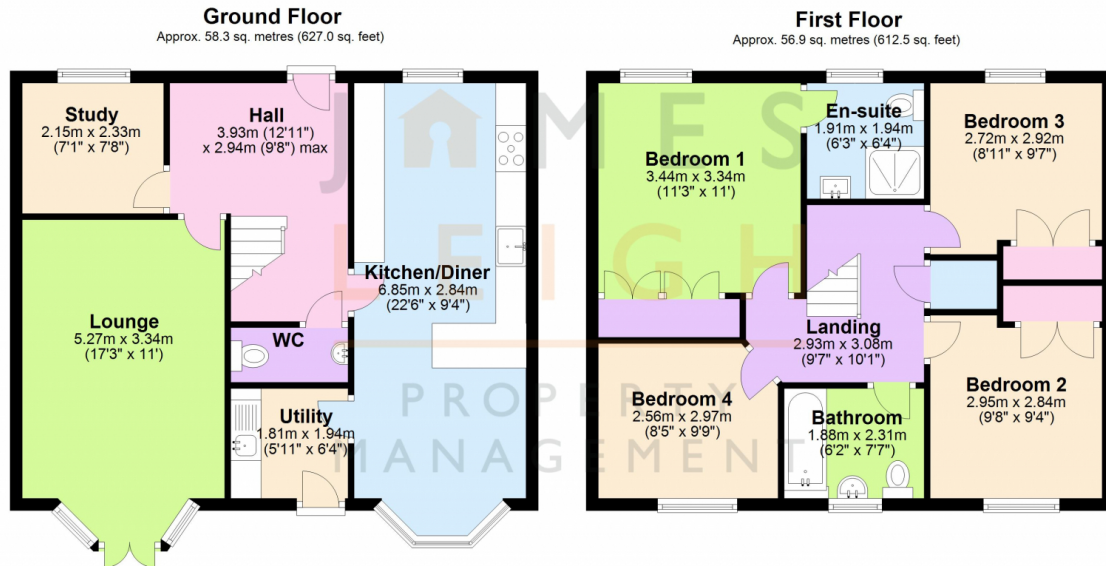 Ground Floor
Approx. 58.3 sq. metres (627.0 sq. feet)
Study
2.15m x 2.33m
(7'1" x 7'8")
Hall
3.93m (12'11")
x 2.94m (9'8") max
Kitchen/Diner
6.85m x 2.84m
(22'6" x 9'4")
Lounge
5.27m x 3.34m
(17'3" x 11')
WC
Utility
1.81m x 1.94m
(5'11" x 6'4")
First Floor
Approx. 56.9 sq. metres (612.5 sq. feet)
Bedroom 1
3.44m x 3.34m
(11'3" x 11')
En-suite
1.91m x 1.94m
(6'3" x 6'4")
Bedroom 3
2.72m x 2.92m
(8'11" x 9'7")
Landing
2.93m x 3.08m
(9'7" x 10'1")
Bedroom 4
2.56m x 2.97m
(8'5" x 9'9")
Bathroom
1.88m x 2.31m
(6'2" x 7'7")
Bedroom 2
2.95m x 2.84m
(9'8" x 9'4")
JAMES
LEIGH
PROPERTY
MANAGEMENT